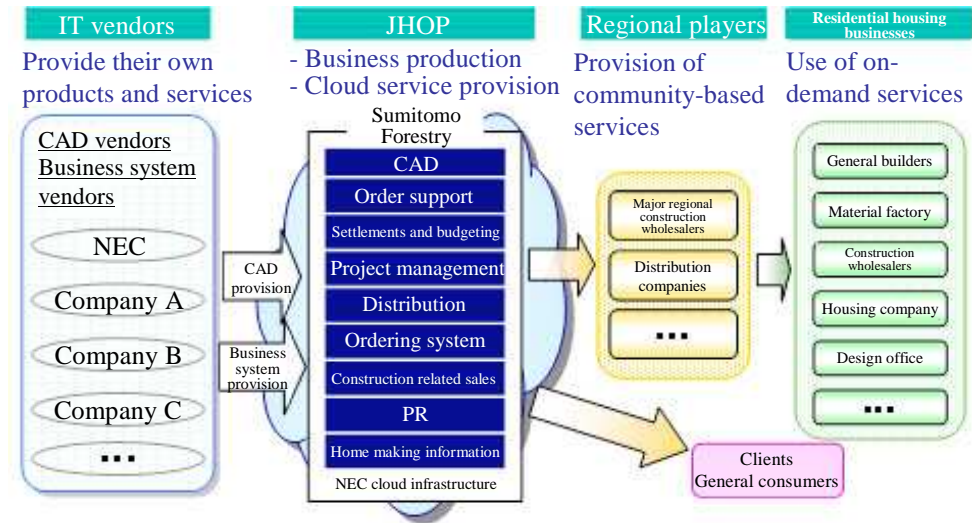 IT vendors
Provide their own
products and services
CAD vendors
Business system
vendors
NEC
Company A
Company B
Company C
...
CAD
provision
Business
system
provision
JHOP
- Business production
- Cloud service provision
Sumitomo
Forestry
CAD
Order support
Settlements and budgeting
Project management
Distribution
Ordering system
Construction related sales
PR
Home making information
NEC cloud infrastructure
Regional players
Provision of
community-based
services
Major regional
construction
wholesalers
Distribution
companies
...
Clients
General consumers
Residential housing
businesses
Use of on-
demand services
General builders
Material factory
Construction
wholesalers
Housing company
Design office
...